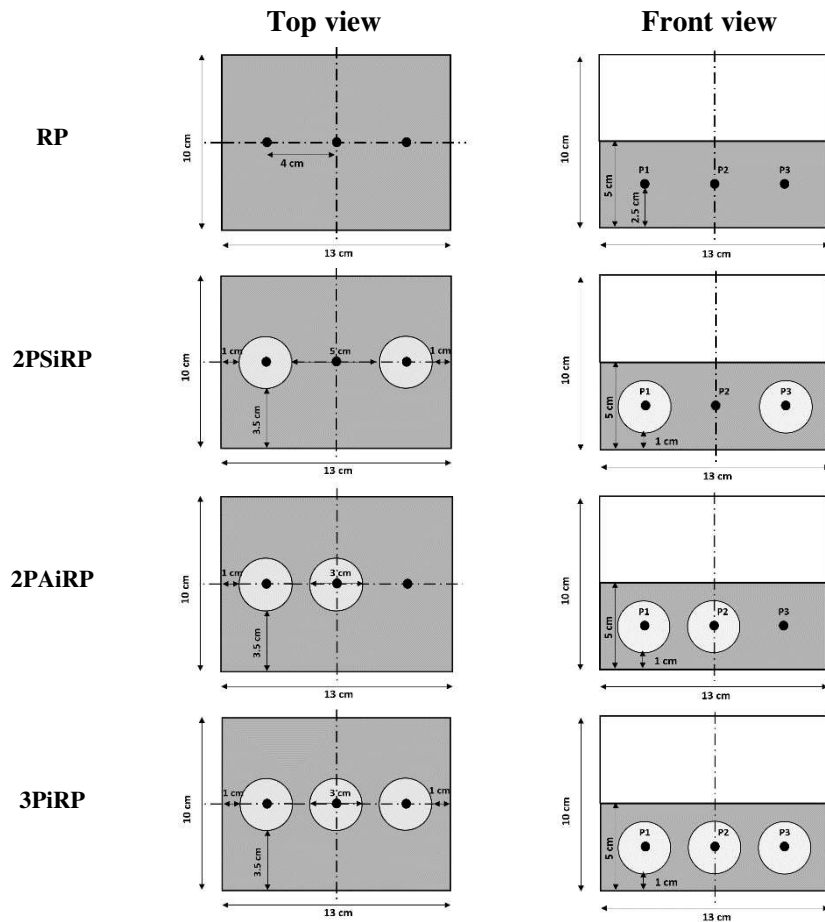 Top view
Front view
RP
10 cm
4 cm
13 cm
10 cm
5 cm
2.5 cm
P1
P2
P3
13 cm
2PSiRP
10 cm
1 cm
5 cm
1 cm
3.5 cm
13 cm
10 cm
5 cm
P1
P2
P3
1 cm
13 cm
2PAiRP
10 cm
1 cm
3 cm
3.5 cm
13 cm
10 cm
5 cm
P1
P2
P3
1 cm
13 cm
3PiRP
10 cm
1 cm
3 cm
1 cm
3.5 cm
13 cm
10 cm
5 cm
P1
P2
P3
1 cm
13 cm